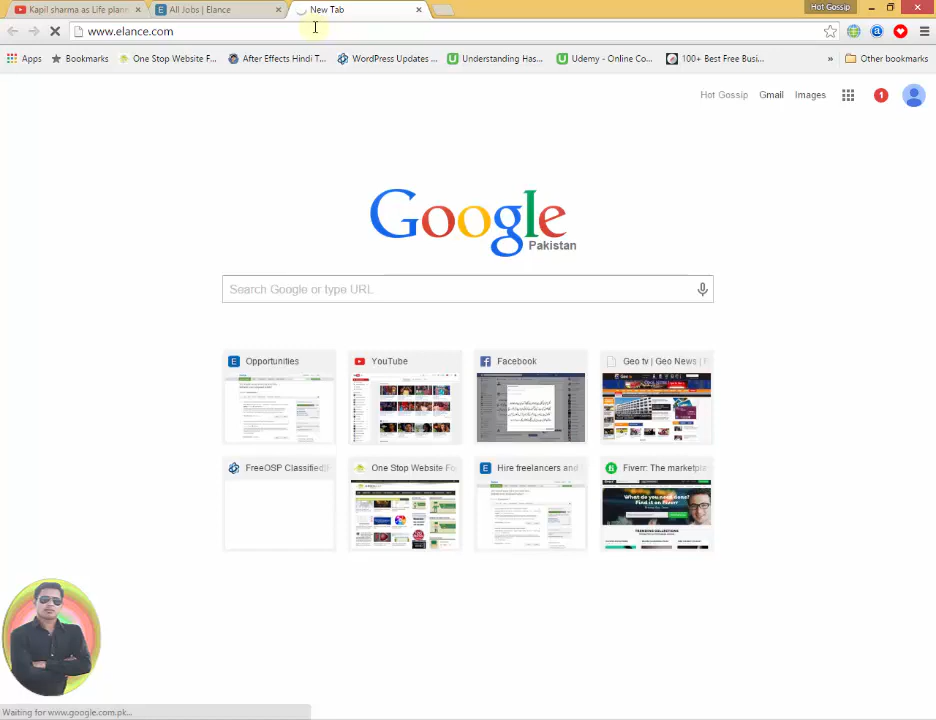 Kapil sharma as Life plann
All Jobs | Elance
New Tab
Hot Gossip
www.elance.com
Apps
Bookmarks
One Stop Website F...
After Effects Hindi T...
WordPress Updates ...
Understanding Has...
Udemy - Online Co...
100+ Best Free Busi...
»
Other bookmarks
Hot Gossip
Gmail
Images
1
Google
Pakistan
Search Google or type URL
Opportunities
YouTube
Facebook
Geo tv | Geo News |
FreeOSP Classified|
One Stop Website Fo
Hire freelancers and
Fiverr: The marketpla
Waiting for www.google.com.pk...